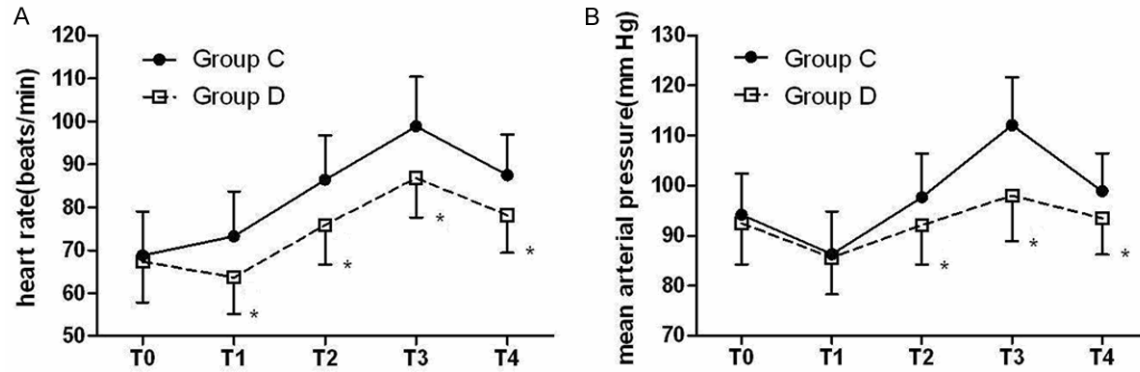 A
heart rate(beats/min)
120
110
100
90
80
70
60
50
Group C
Group D
*
*
*
*
T0 T1 T2 T3 T4
B
mean arterial pressure(mm Hg)
130
120
110
100
90
80
70
Group C
Group D
*
*
*
T0 T1 T2 T3 T4